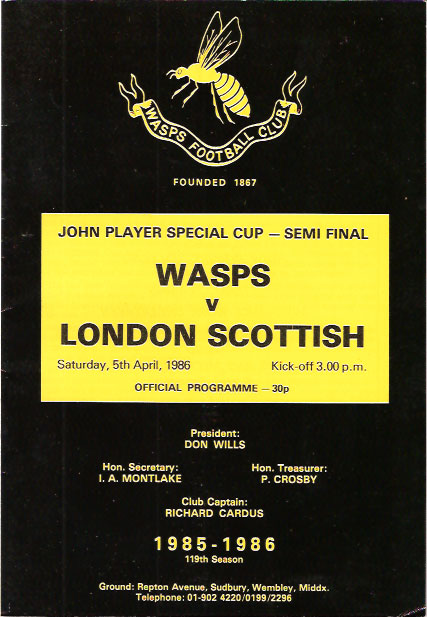 WASPS FOOTBALL CLUB
FOUNDED 1867
JOHN PLAYER SPECIAL CUP — SEMI FINAL
WASPS
v
LONDON SCOTTISH
Saturday, 5th April, 1986 Kick-off 3.00 p.m.
OFFICIAL PROGRAMME — 30p
President:
DON WILLS
Hon. Secretary: Hon. Treasurer:
I. A. MONTLAKE P. CROSBY
Club Captain:
RICHARD CARDUS
1985-1986
119th Season
Ground: Repton Avenue, Sudbury, Wembley, Middx.
Telephone: 01-902 4220/0199/2296